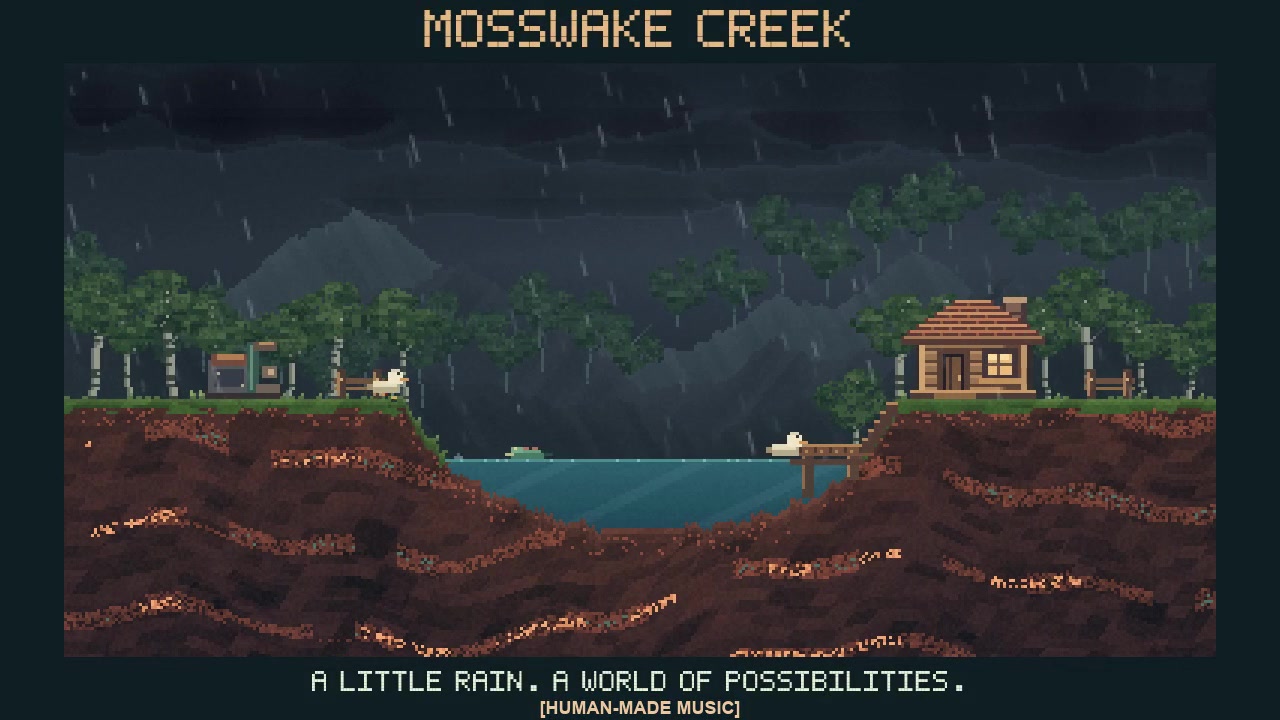 MOSSWAKE CREEK
A LITTLE RAIN. A WORLD OF POSSIBILITIES.
[HUMAN-MADE MUSIC]